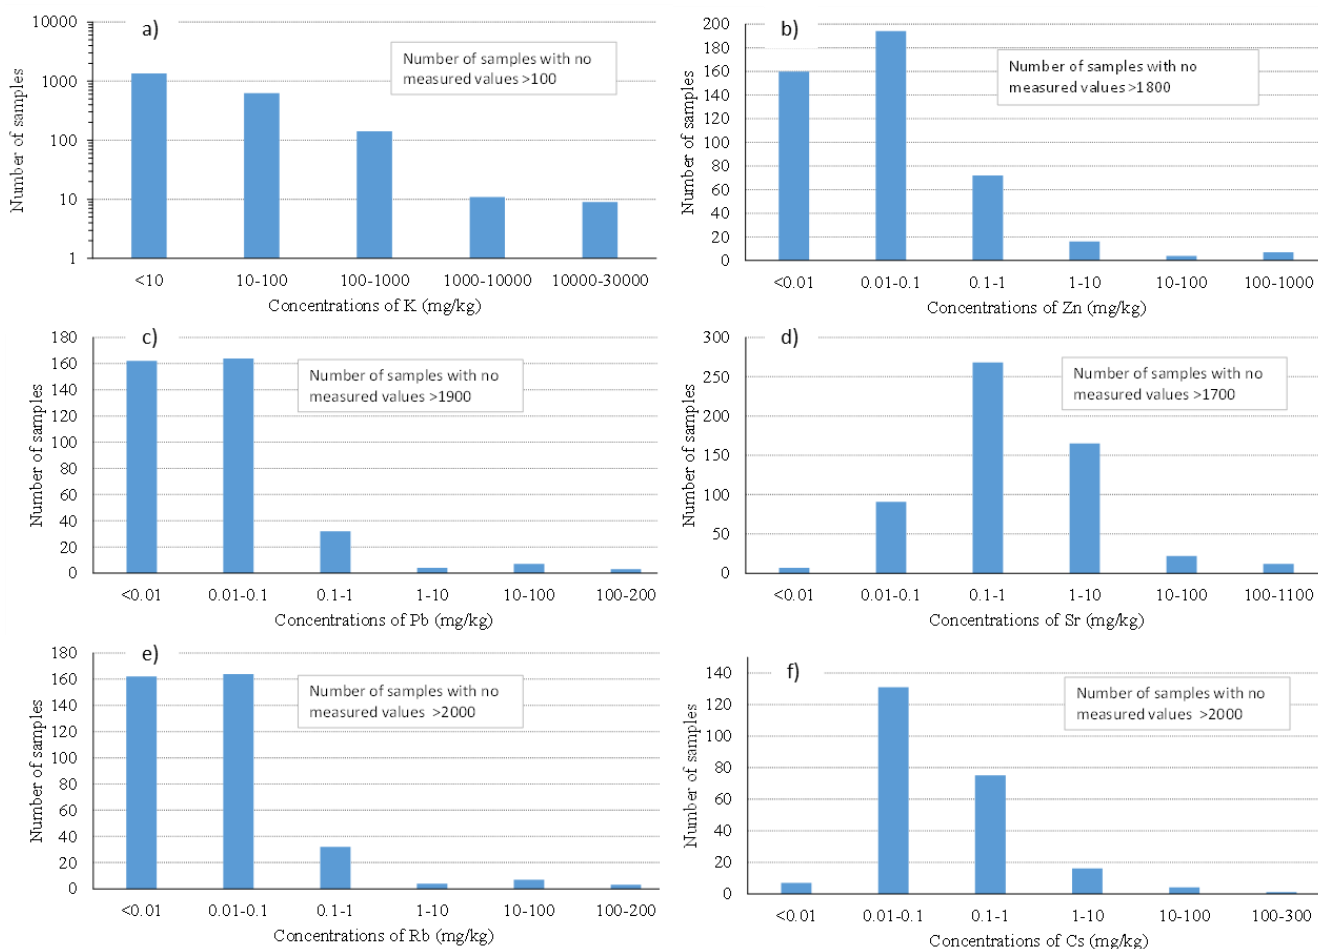 a)
Number of samples
10000
1000
100
10
1
Number of samples with no
measured values >100
<10 10-100 100-1000 1000-10000 10000-30000
Concentrations of K (mg/kg)
b)
Number of samples
200
180
160
140
120
100
80
60
40
20
0
Number of samples with no
measured values >1800
<0.01 0.01-0.1 0.1-1 1-10 10-100 100-1000
Concentrations of Zn (mg/kg)
c)
Number of samples
180
160
140
120
100
80
60
40
20
0
Number of samples with no
measured values >1900
<0.01 0.01-0.1 0.1-1 1-10 10-100 100-200
Concentrations of Pb (mg/kg)
d)
Number of samples
300
250
200
150
100
50
0
Number of samples with no
measured values >1700
<0.01 0.01-0.1 0.1-1 1-10 10-100 100-1100
Concentrations of Sr (mg/kg)
e)
Number of samples
180
160
140
120
100
80
60
40
20
0
Number of samples with no
measured values >2000
<0.01 0.01-0.1 0.1-1 1-10 10-100 100-200
Concentrations of Rb (mg/kg)
f)
Number of samples
140
120
100
80
60
40
20
0
Number of samples with no
measured values >2000
<0.01 0.01-0.1 0.1-1 1-10 10-100 100-300
Concentrations of Cs (mg/kg)